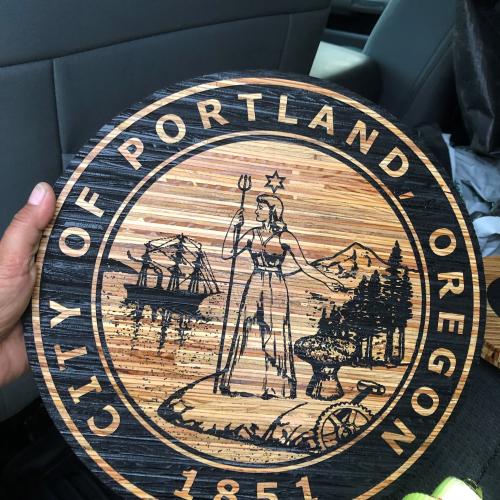 CITY OF PORTLAND, OREGON
1851